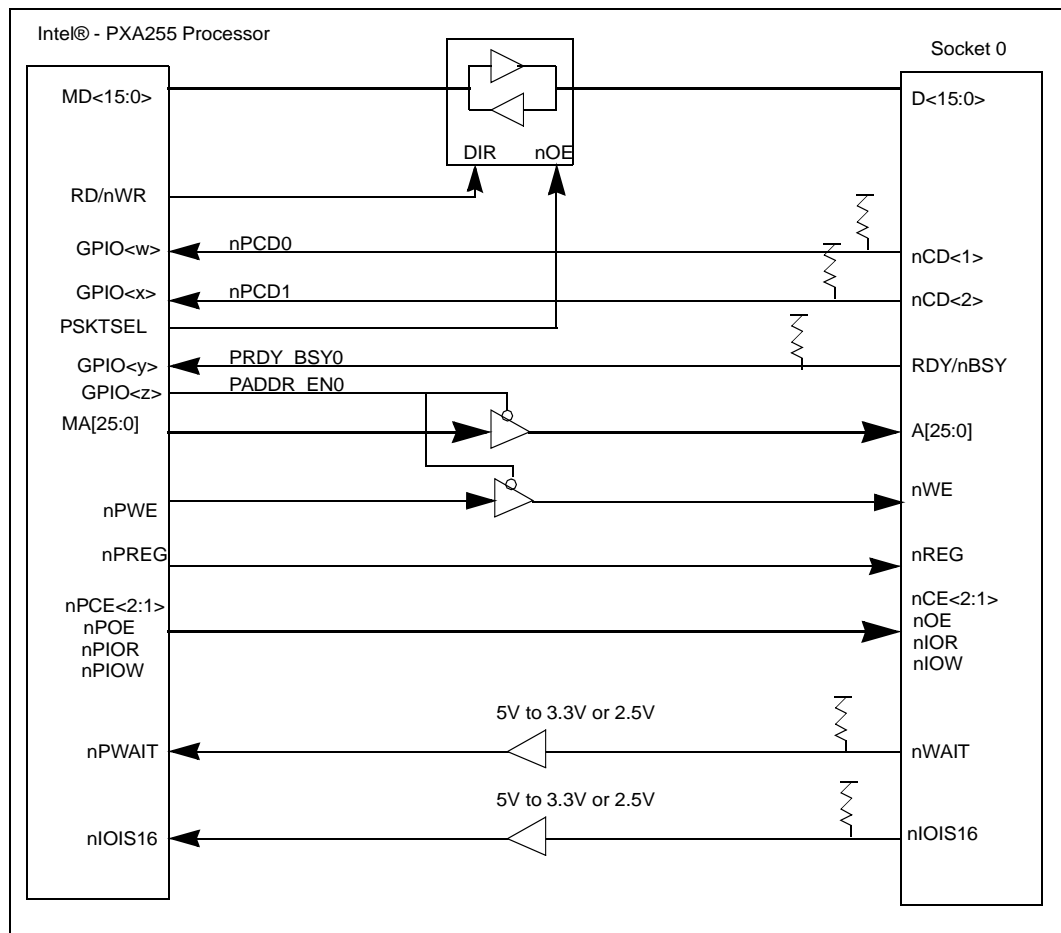 Intel® - PXA255 Processor
Socket 0
MD<15:0>
D<15:0>
DIR
nOE
RD/nWR
GPIO<w>
nPCD0
nCD<1>
GPIO<x>
nPCD1
nCD<2>
PSKTSEL
GPIO<y>
PRDY_BSY0
RDY/nBSY
GPIO<z>
PADDR_EN0
MA[25:0]
A[25:0]
nPWE
nWE
nPREG
nREG
nPCE<2:1>
nCE<2:1>
nPOE
nOE
nPIOR
nIOR
nPIOW
nIOW
5V to 3.3V or 2.5V
nPWAIT
nWAIT
5V to 3.3V or 2.5V
nIOIS16
nIOIS16